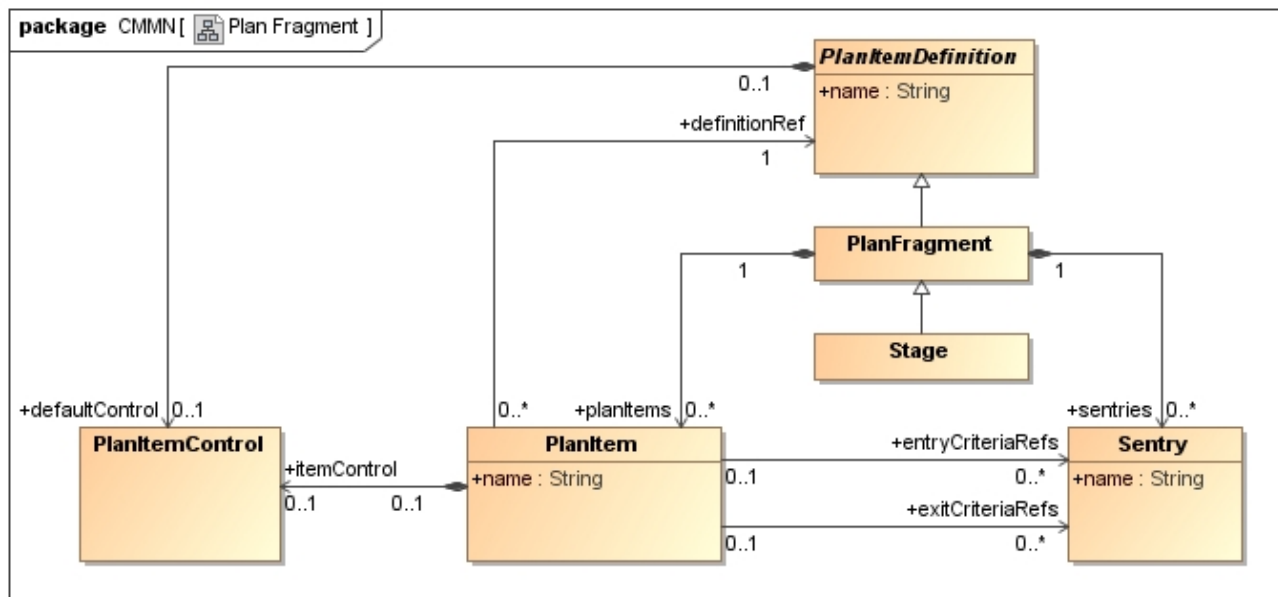 package CMMN [ Plan Fragment ]
PlanItemDefinition
+name : String
0..1
+definitionRef
1
PlanFragment
1
1
Stage
+defaultControl 0..1
0..*
+planItems 0..*
+sentries 0..*
PlanItemControl
PlanItem
Sentry
+name : String
+name : String
+itemControl
0..1
0..1
+entryCriteriaRefs
0..1
0..*
+exitCriteriaRefs
0..1
0..*